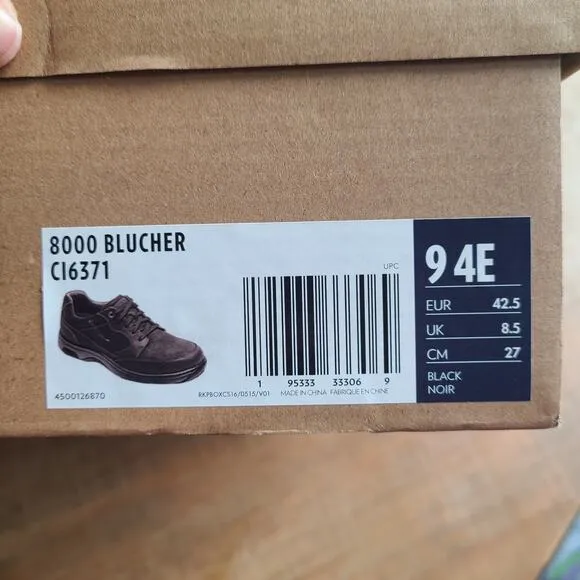 8000 BLUCHER
CI6371
4500126870
UPC
1 95333 33306 9
RKPBOXCS16/0515/V01 MADE IN CHINA FABRIQUE EN CHINE
9 4E
EUR 42.5
UK 8.5
CM 27
BLACK
NOIR